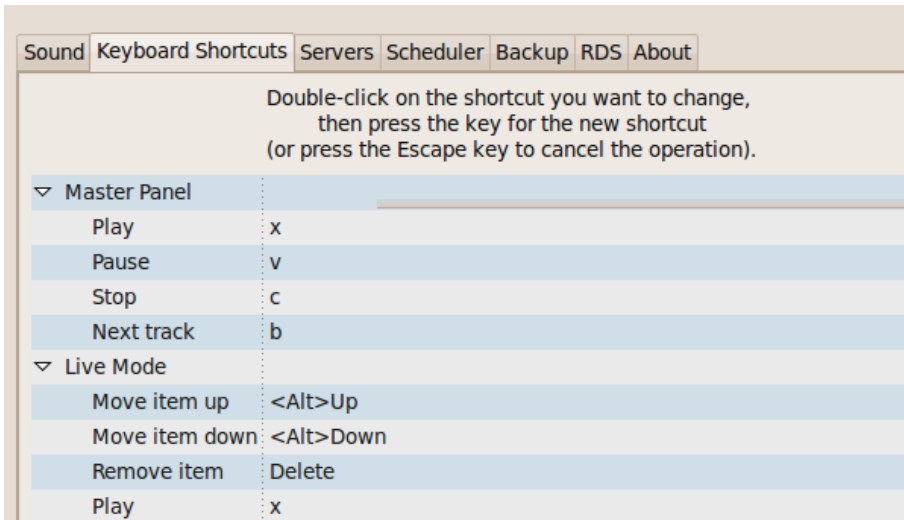 Sound Keyboard Shortcuts Servers Scheduler Backup RDS About
Double-click on the shortcut you want to change,
then press the key for the new shortcut
(or press the Escape key to cancel the operation).
Master Panel
Play x
Pause v
Stop c
Next track b
Live Mode
Move item up <Alt>Up
Move item down <Alt>Down
Remove item Delete
Play x